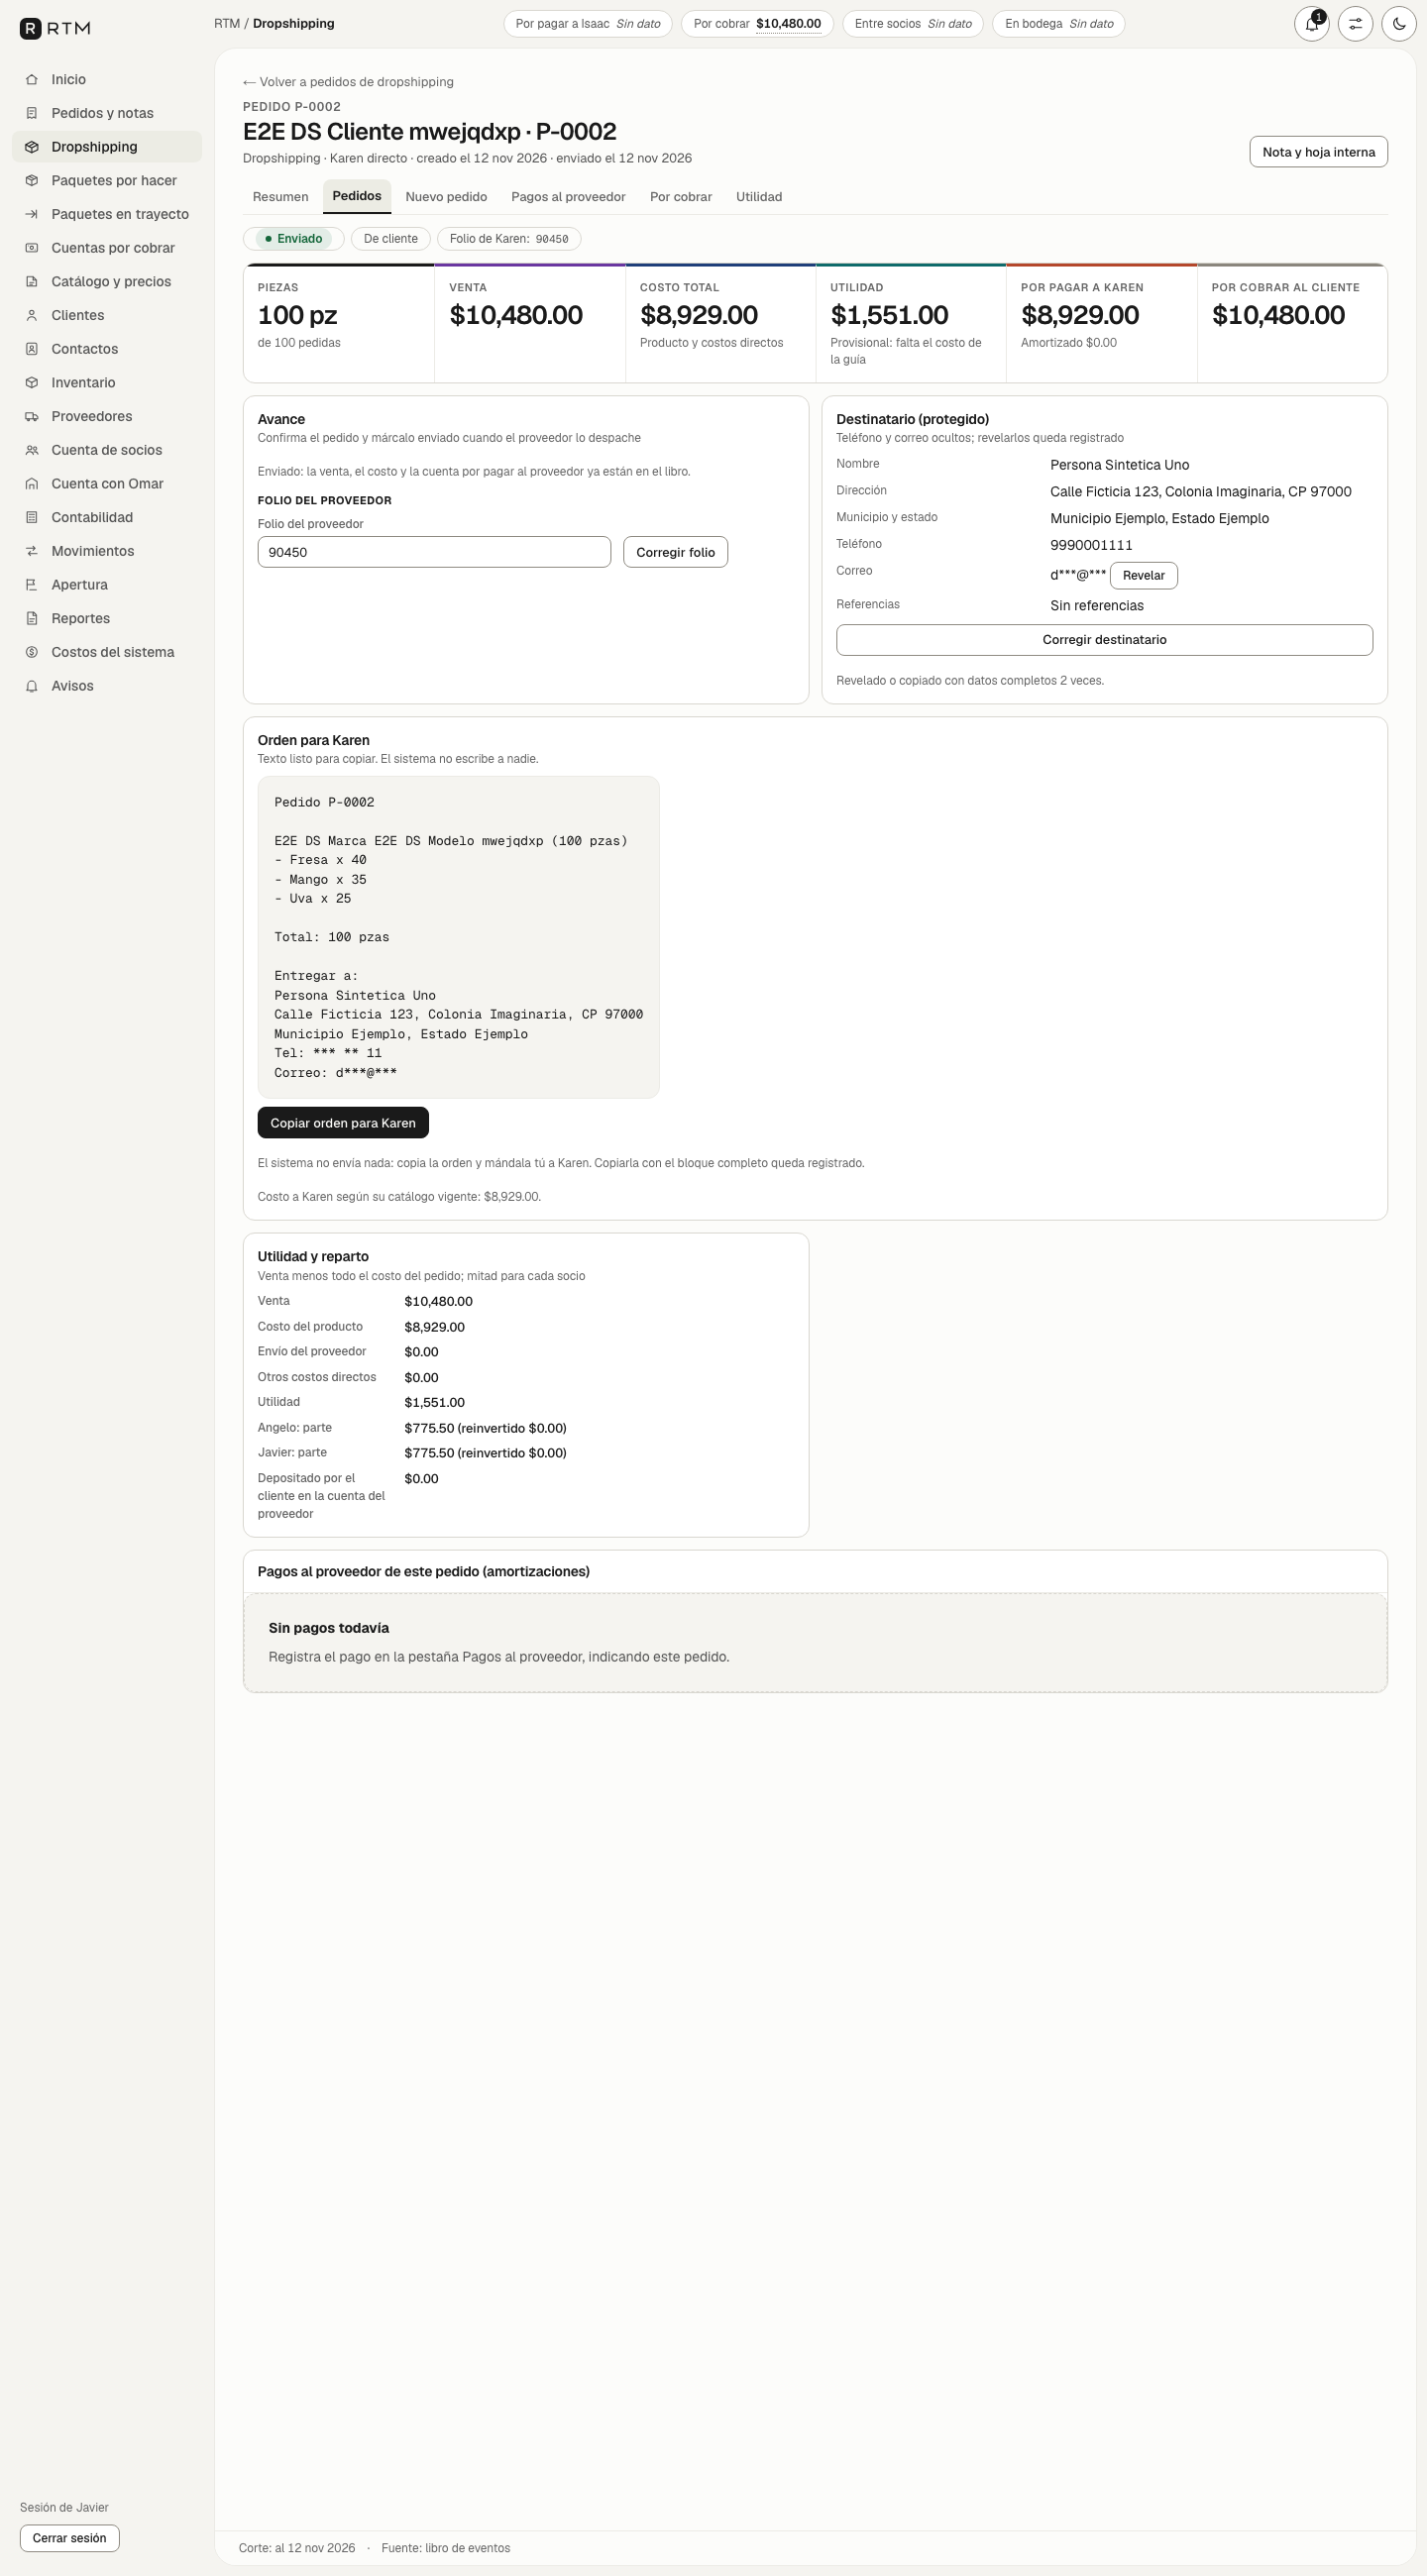 R RTM
RTM / Dropshipping
Por pagar a Isaac Sin dato
Por cobrar $10,480.00
Entre socios Sin dato
En bodega Sin dato
1
Inicio
Pedidos y notas
Dropshipping
Paquetes por hacer
Paquetes en trayecto
Cuentas por cobrar
Catálogo y precios
Clientes
Contactos
Inventario
Proveedores
Cuenta de socios
Cuenta con Omar
Contabilidad
Movimientos
Apertura
Reportes
Costos del sistema
Avisos
← Volver a pedidos de dropshipping
PEDIDO P-0002
E2E DS Cliente mwejqdxp · P-0002
Dropshipping · Karen directo · creado el 12 nov 2026 · enviado el 12 nov 2026
Nota y hoja interna
Resumen Pedidos Nuevo pedido Pagos al proveedor Por cobrar Utilidad
Enviado De cliente Folio de Karen: 90450
PIEZAS
100 pz
de 100 pedidas
VENTA
$10,480.00
COSTO TOTAL
$8,929.00
Producto y costos directos
UTILIDAD
$1,551.00
Provisional: falta el costo de
la guía
POR PAGAR A KAREN
$8,929.00
Amortizado $0.00
POR COBRAR AL CLIENTE
$10,480.00
Avance
Confirma el pedido y márcalo enviado cuando el proveedor lo despache
Enviado: la venta, el costo y la cuenta por pagar al proveedor ya están en el libro.
FOLIO DEL PROVEEDOR
Folio del proveedor
90450 Corregir folio
Destinatario (protegido)
Teléfono y correo ocultos; revelarlos queda registrado
Nombre Persona Sintetica Uno
Dirección Calle Ficticia 123, Colonia Imaginaria, CP 97000
Municipio y estado Municipio Ejemplo, Estado Ejemplo
Teléfono 9990001111
Correo d***@*** Revelar
Referencias Sin referencias
Corregir destinatario
Revelado o copiado con datos completos 2 veces.
Orden para Karen
Texto listo para copiar. El sistema no escribe a nadie.
Pedido P-0002
E2E DS Marca E2E DS Modelo mwejqdxp (100 pzas)
- Fresa x 40
- Mango x 35
- Uva x 25
Total: 100 pzas
Entregar a:
Persona Sintetica Uno
Calle Ficticia 123, Colonia Imaginaria, CP 97000
Municipio Ejemplo, Estado Ejemplo
Tel: *** ** 11
Correo: d***@***
Copiar orden para Karen
El sistema no envía nada: copia la orden y mándala tú a Karen. Copiarla con el bloque completo queda registrado.
Costo a Karen según su catálogo vigente: $8,929.00.
Utilidad y reparto
Venta menos todo el costo del pedido; mitad para cada socio
Venta $10,480.00
Costo del producto $8,929.00
Envío del proveedor $0.00
Otros costos directos $0.00
Utilidad $1,551.00
Angelo: parte $775.50 (reinvertido $0.00)
Javier: parte $775.50 (reinvertido $0.00)
Depositado por el $0.00
cliente en la cuenta del
proveedor
Pagos al proveedor de este pedido (amortizaciones)
Sin pagos todavía
Registra el pago en la pestaña Pagos al proveedor, indicando este pedido.
Sesión de Javier
Cerrar sesión
Corte: al 12 nov 2026 · Fuente: libro de eventos